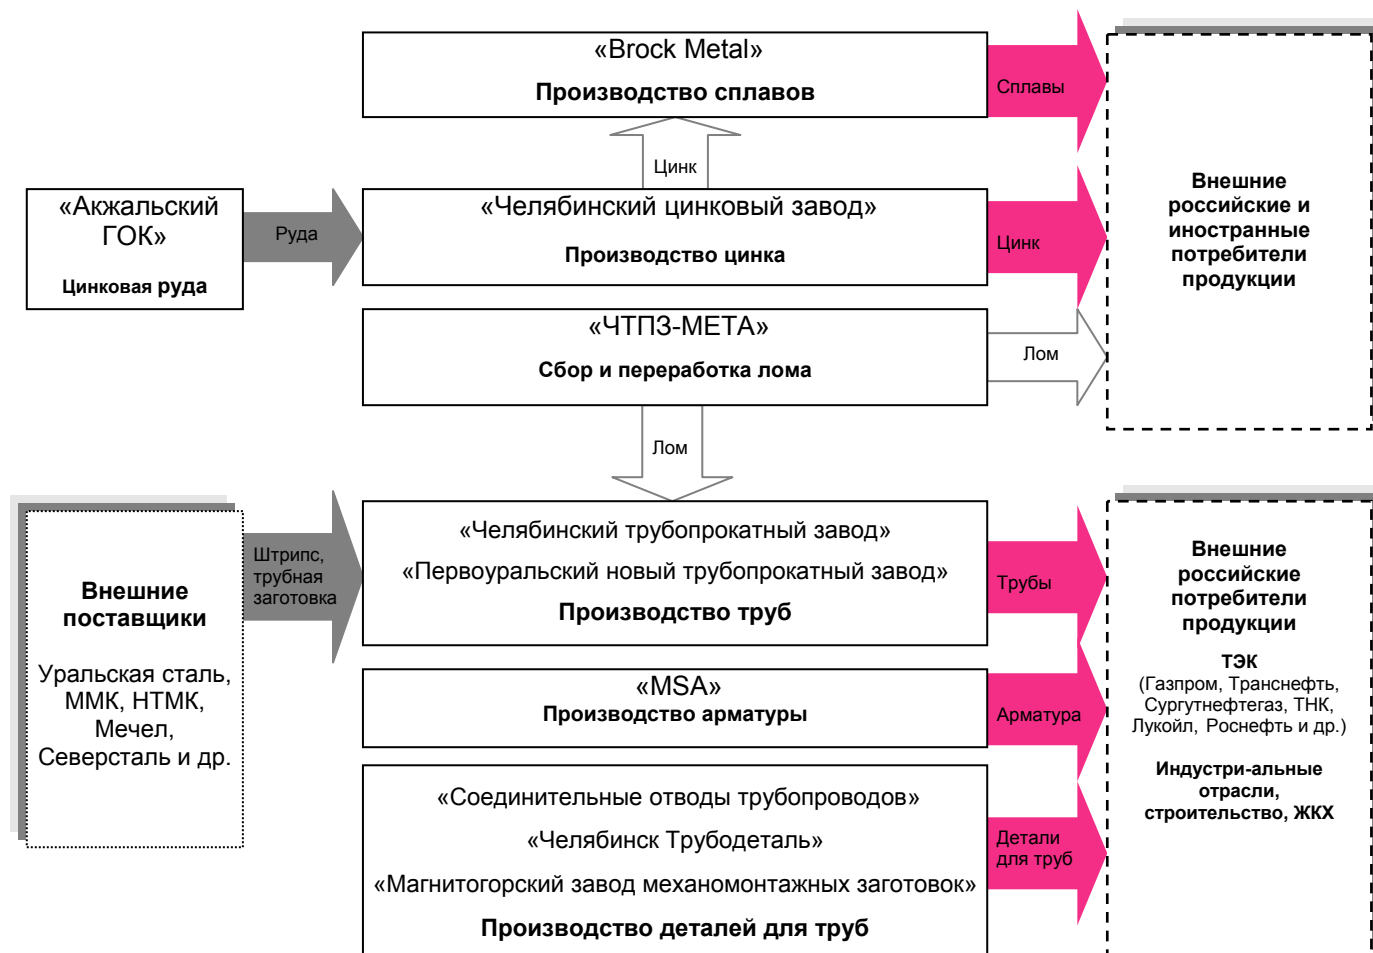 «Brock Metal»
Производство сплавов
Сплавы
Цинк
«Акжальский
ГОК»
Цинковая руда
Руда
«Челябинский цинковый завод»
Производство цинка
Цинк
Внешние
российские и
иностранные
потребители
продукции
«ЧТПЗ-МЕТА»
Сбор и переработка лома
Лом
Лом
Внешние
поставщики
Уральская сталь,
ММК, НТМК,
Мечел,
Северсталь и др.
Штрипс,
трубная
заготовка
«Челябинский трубопрокатный завод»
«Первоуральский новый трубопрокатный завод»
Производство труб
Трубы
«MSA»
Производство арматуры
Арматура
«Соединительные отводы трубопроводов»
«Челябинск Трубодеталь»
«Магнитогорский завод механомонтажных заготовок»
Производство деталей для труб
Детали
для труб
Внешние
российские
потребители
продукции
ТЭК
(Газпром, Транснефть,
Сургутнефтегаз, ТНК,
Лукойл, Роснефть и др.)
Индустри-альные
отрасли,
строительство, ЖКХ